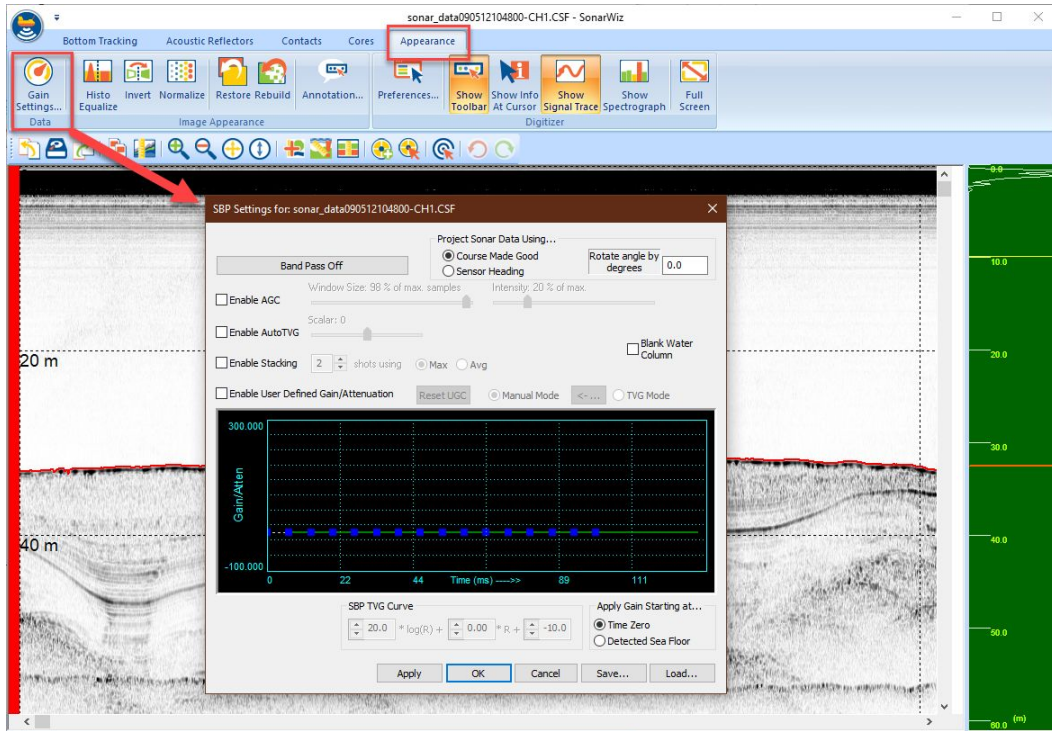 sonar_data090512104800-CH1.CSF - SonarWiz
Bottom Tracking Acoustic Reflectors Contacts Cores Appearance
Gain Settings...
Histo Equalize
Invert
Normalize
Restore
Rebuild
Annotation...
Preferences...
Show Toolbar
Show Info At Cursor
Show Signal Trace
Show Spectrograph
Full Screen
Data
Image Appearance
Digitizer
SBP Settings for: sonar_data090512104800-CH1.CSF
Project Sonar Data Using...
Band Pass Off
Course Made Good
Sensor Heading
Rotate angle by degrees
0.0
Enable AGC
Window Size: 98 % of max. samples
Intensity: 20 % of max.
Enable AutoTVG
Scalar: 0
Blank Water Column
Enable Stacking
2
shots using
Max
Avg
Enable User Defined Gain/Attenuation
Reset UGC
Manual Mode
<- ...
TVG Mode
300.000
Gain/Atten
-100.000
0 22 44 Time (ms) ---->> 89 111
SBP TVG Curve
20.0 * log(R) + 0.00 * R + -10.0
Apply Gain Starting at...
Time Zero
Detected Sea Floor
Apply
OK
Cancel
Save...
Load...
20 m
40 m
0.0
10.0
20.0
30.0
40.0
50.0
60.0 (m)